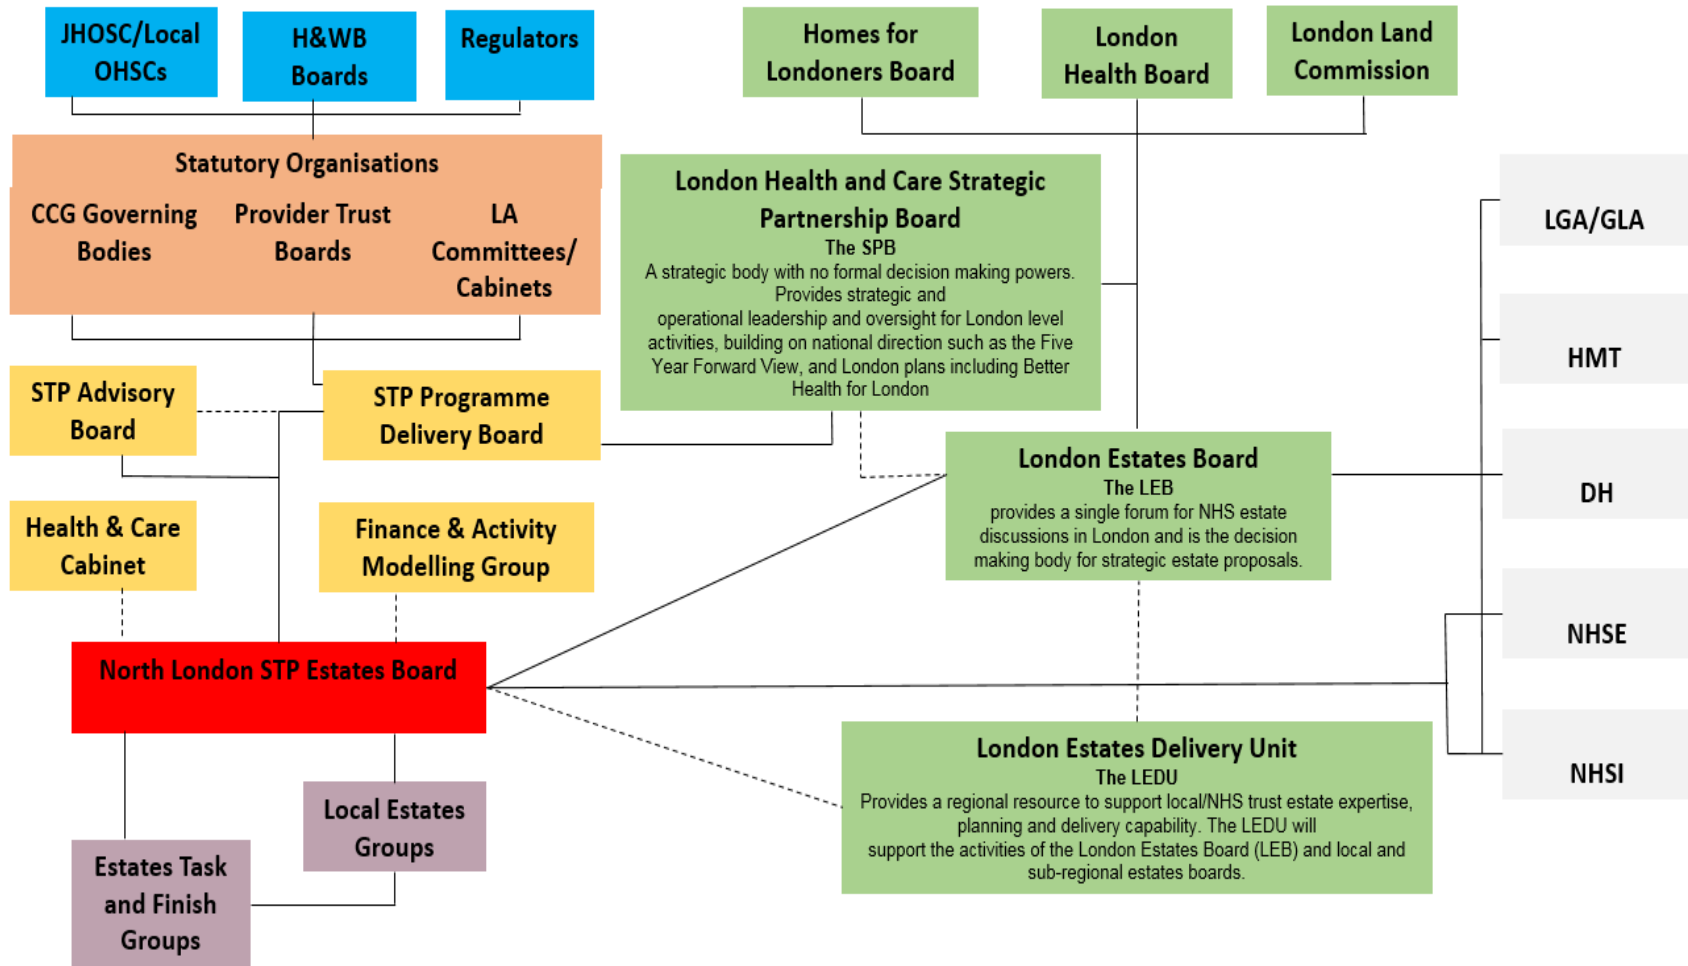 JHOSC/Local
OHSCs
H&WB
Boards
Regulators
Homes for
Londoners Board
London
Health Board
London Land
Commission
Statutory Organisations
CCG Governing
Bodies
Provider Trust
Boards
LA
Committees/
Cabinets
London Health and Care Strategic
Partnership Board
The SPB
A strategic body with no formal decision making powers.
Provides strategic and
operational leadership and oversight for London level
activities, building on national direction such as the Five
Year Forward View, and London plans including Better
Health for London
LGA/GLA
HMT
DH
NHSE
NHSI
STP Advisory
Board
STP Programme
Delivery Board
London Estates Board
The LEB
provides a single forum for NHS estate
discussions in London and is the decision
making body for strategic estate proposals.
Health & Care
Cabinet
Finance & Activity
Modelling Group
North London STP Estates Board
London Estates Delivery Unit
The LEDU
Provides a regional resource to support local/NHS trust estate expertise,
planning and delivery capability. The LEDU will
support the activities of the London Estates Board (LEB) and local and
sub-regional estates boards.
Local Estates
Groups
Estates Task
and Finish
Groups